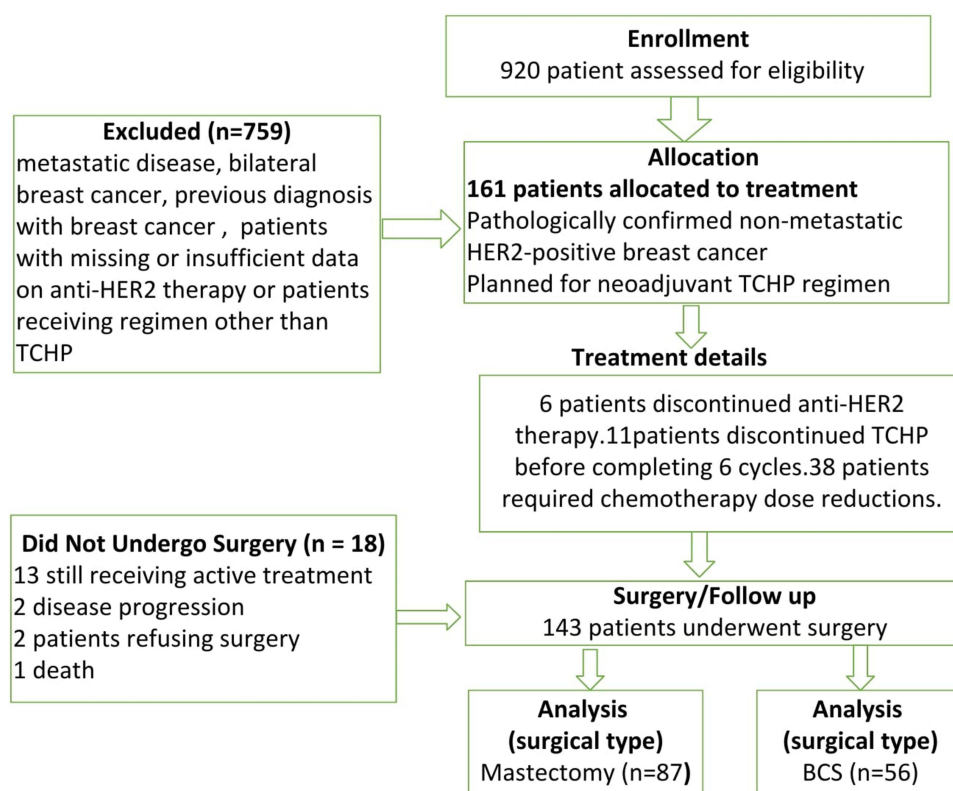 Enrollment
920 patient assessed for eligibility
Excluded (n=759)
metastatic disease, bilateral
breast cancer, previous diagnosis
with breast cancer , patients
with missing or insufficient data
on anti-HER2 therapy or patients
receiving regimen other than
TCHP
Allocation
161 patients allocated to treatment
Pathologically confirmed non-metastatic
HER2-positive breast cancer
Planned for neoadjuvant TCHP regimen
Treatment details
6 patients discontinued anti-HER2
therapy.11patients discontinued TCHP
before completing 6 cycles.38 patients
required chemotherapy dose reductions.
Did Not Undergo Surgery (n = 18)
13 still receiving active treatment
2 disease progression
2 patients refusing surgery
1 death
Surgery/Follow up
143 patients underwent surgery
Analysis
(surgical type)
Mastectomy (n=87)
Analysis
(surgical type)
BCS (n=56)